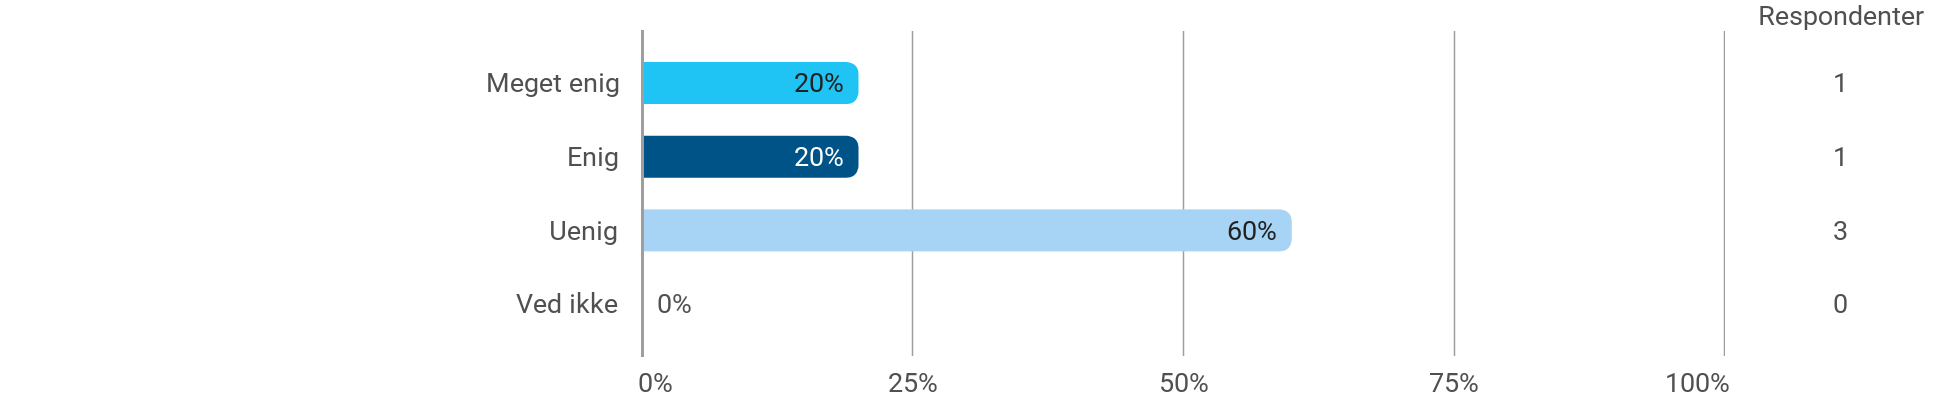 Respondenter
Meget enig 20% 1
Enig 20% 1
Uenig 60% 3
Ved ikke 0% 0
0% 25% 50% 75% 100%